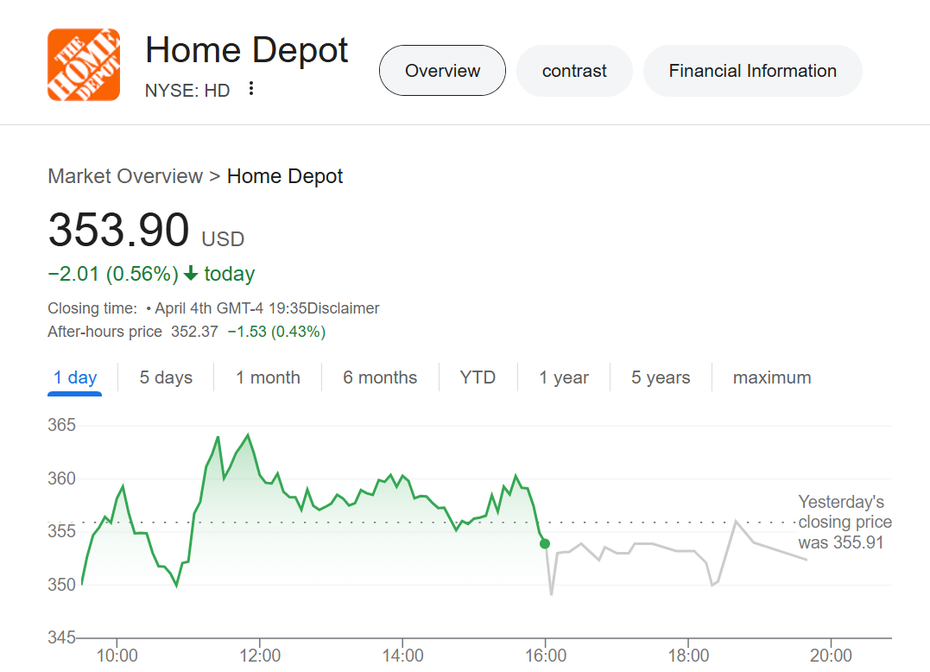 THE
HOME
DEPOT
Home Depot
NYSE: HD
Overview
contrast
Financial Information
Market Overview > Home Depot
353.90 USD
−2.01 (0.56%) ↓ today
Closing time: • April 4th GMT-4 19:35Disclaimer
After-hours price 352.37 −1.53 (0.43%)
1 day
5 days
1 month
6 months
YTD
1 year
5 years
maximum
365
360
355
350
345
Yesterday's
closing price
was 355.91
10:00
12:00
14:00
16:00
18:00
20:00